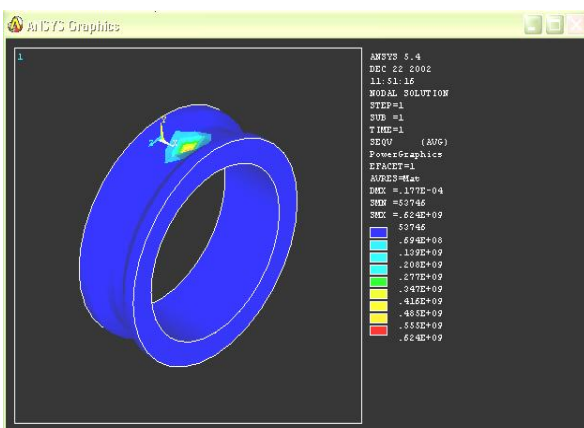 ANSYS Graphics
1
ANSYS 5.4
DEC 22 2002
11:51:16
NODAL SOLUTION
STEP=1
SUB =1
TIME=1
SEQV (AVG)
PowerGraphics
EFACET=1
AVRES=Mat
DMX =.177E-04
SMN =53746
SMX =.624E+09
53746
.694E+08
.139E+09
.208E+09
.277E+09
.347E+09
.416E+09
.485E+09
.555E+09
.624E+09